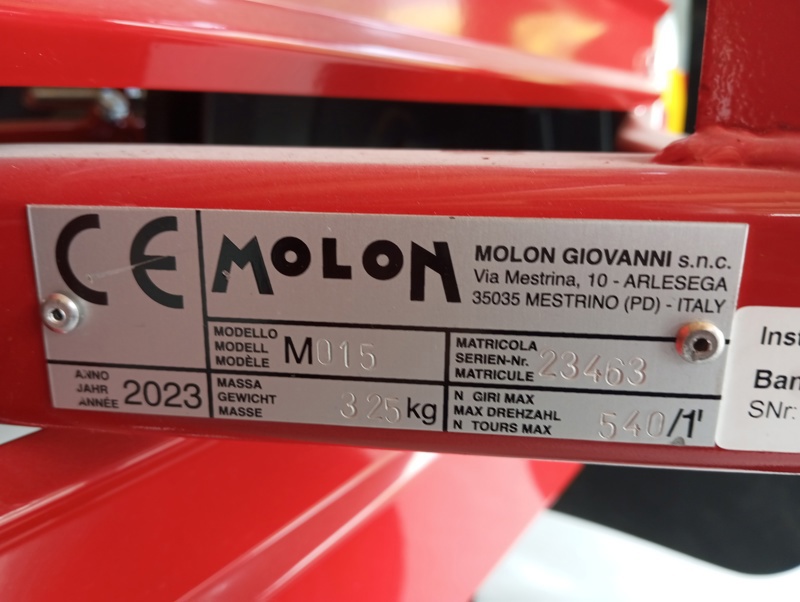 CE
MOLON
MOLON GIOVANNI s.n.c.
Via Mestrina, 10 - ARLESEGA
35035 MESTRINO (PD) - ITALY
MODELLO
MODELL
MODÈLE
M015
MATRICOLA
SERIEN-Nr.
MATRICULE
23463
ANNO
JAHR
ANNÉE
2023
MASSA
GEWICHT
MASSE
325kg
N GIRI MAX
MAX DREHZAHL
N TOURS MAX
540/1'
Inst
Ban
SNr: